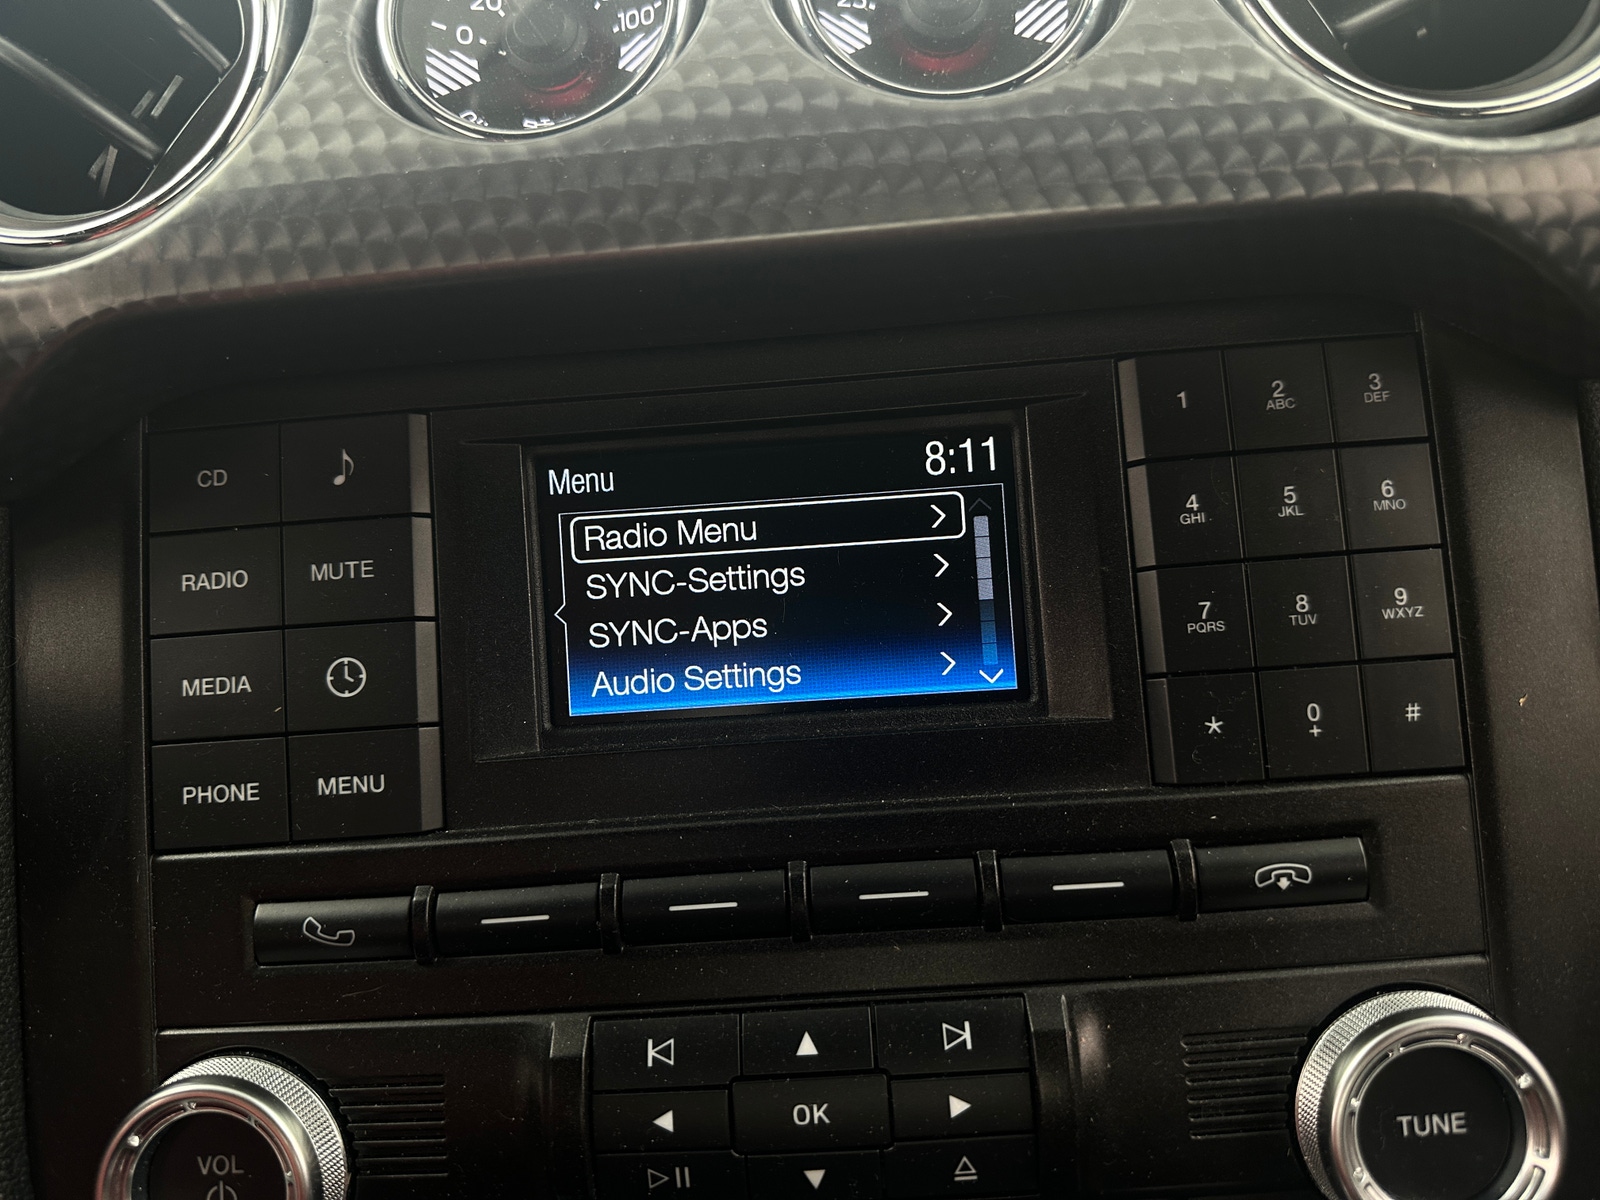 20
0
100
25
CD
RADIO
MUTE
MEDIA
PHONE
MENU
Menu
8:11
Radio Menu
SYNC-Settings
SYNC-Apps
Audio Settings
1
2
ABC
3
DEF
4
GHI
5
JKL
6
MNO
7
PQRS
8
TUV
9
WXYZ
*
0
+
#
OK
VOL
TUNE